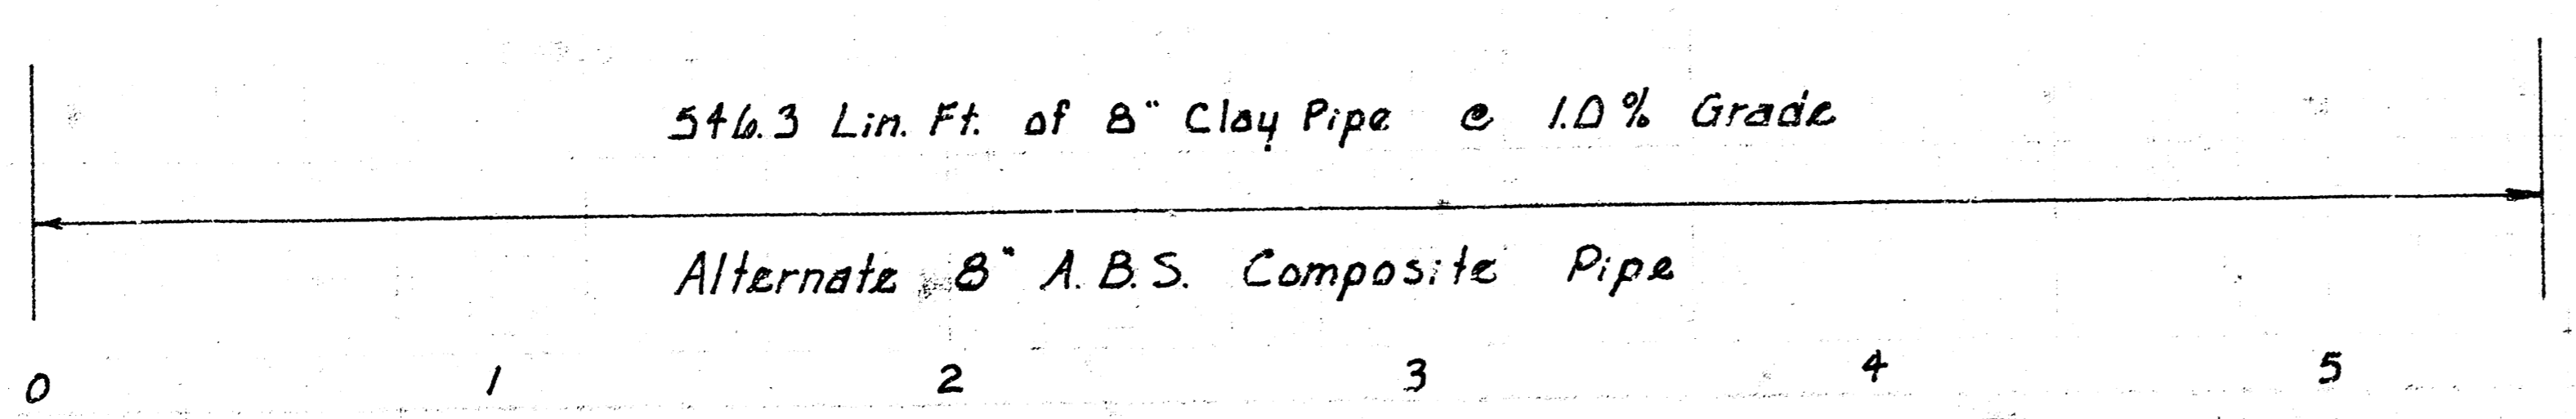 546.3 Lin. Ft. of 8" Clay Pipe @ 1.0% Grade
Alternate 8" A.B.S. Composite Pipe
0 1 2 3 4 5